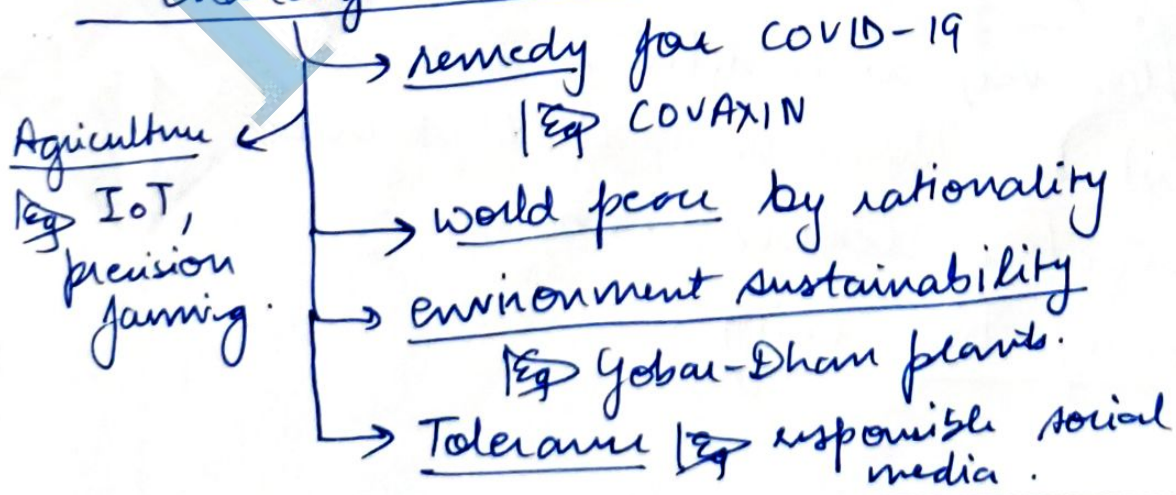 remedy for COVID-19
Eg COVAXIN
Agriculture
Eg IoT,
precision
farming.
world peace by rationality
environment sustainability
Eg Gobar-Dhan plants.
Tolerance Eg responsible social
media.